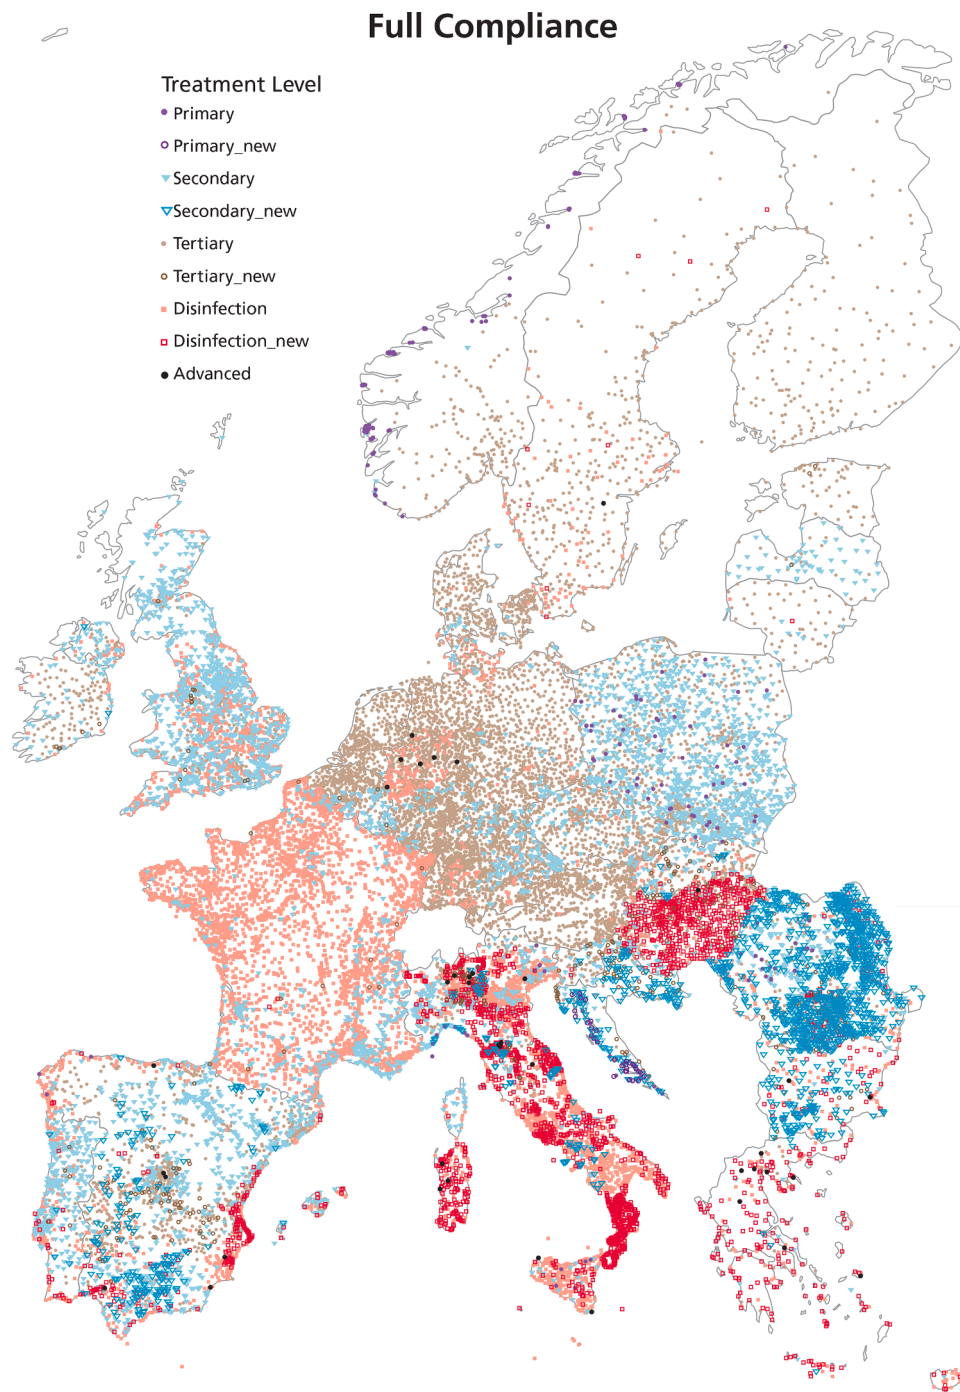 Full Compliance
Treatment Level
Primary
Primary_new
Secondary
Secondary_new
Tertiary
Tertiary_new
Disinfection
Disinfection_new
Advanced